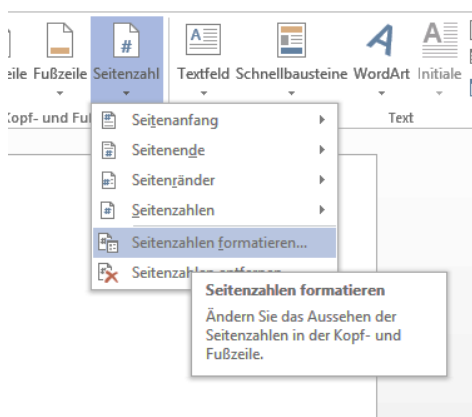 eile Fußzeile Seitenzahl Textfeld Schnellbausteine WordArt Initiale
Kopf- und Fu Text
Seitenanfang
Seitenende
Seitenränder
Seitenzahlen
Seitenzahlen formatieren...
Seitenzahlen entfernen
Seitenzahlen formatieren
Ändern Sie das Aussehen der
Seitenzahlen in der Kopf- und
Fußzeile.